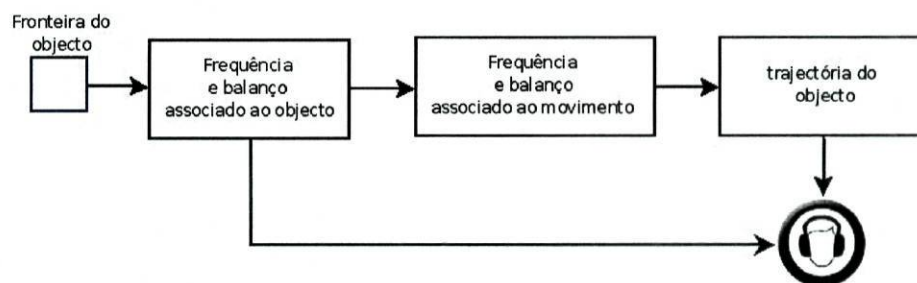 Fronteira do
objecto
Frequência
e balanço
associado ao objecto
Frequência
e balanço
associado ao movimento
trajectória do
objecto